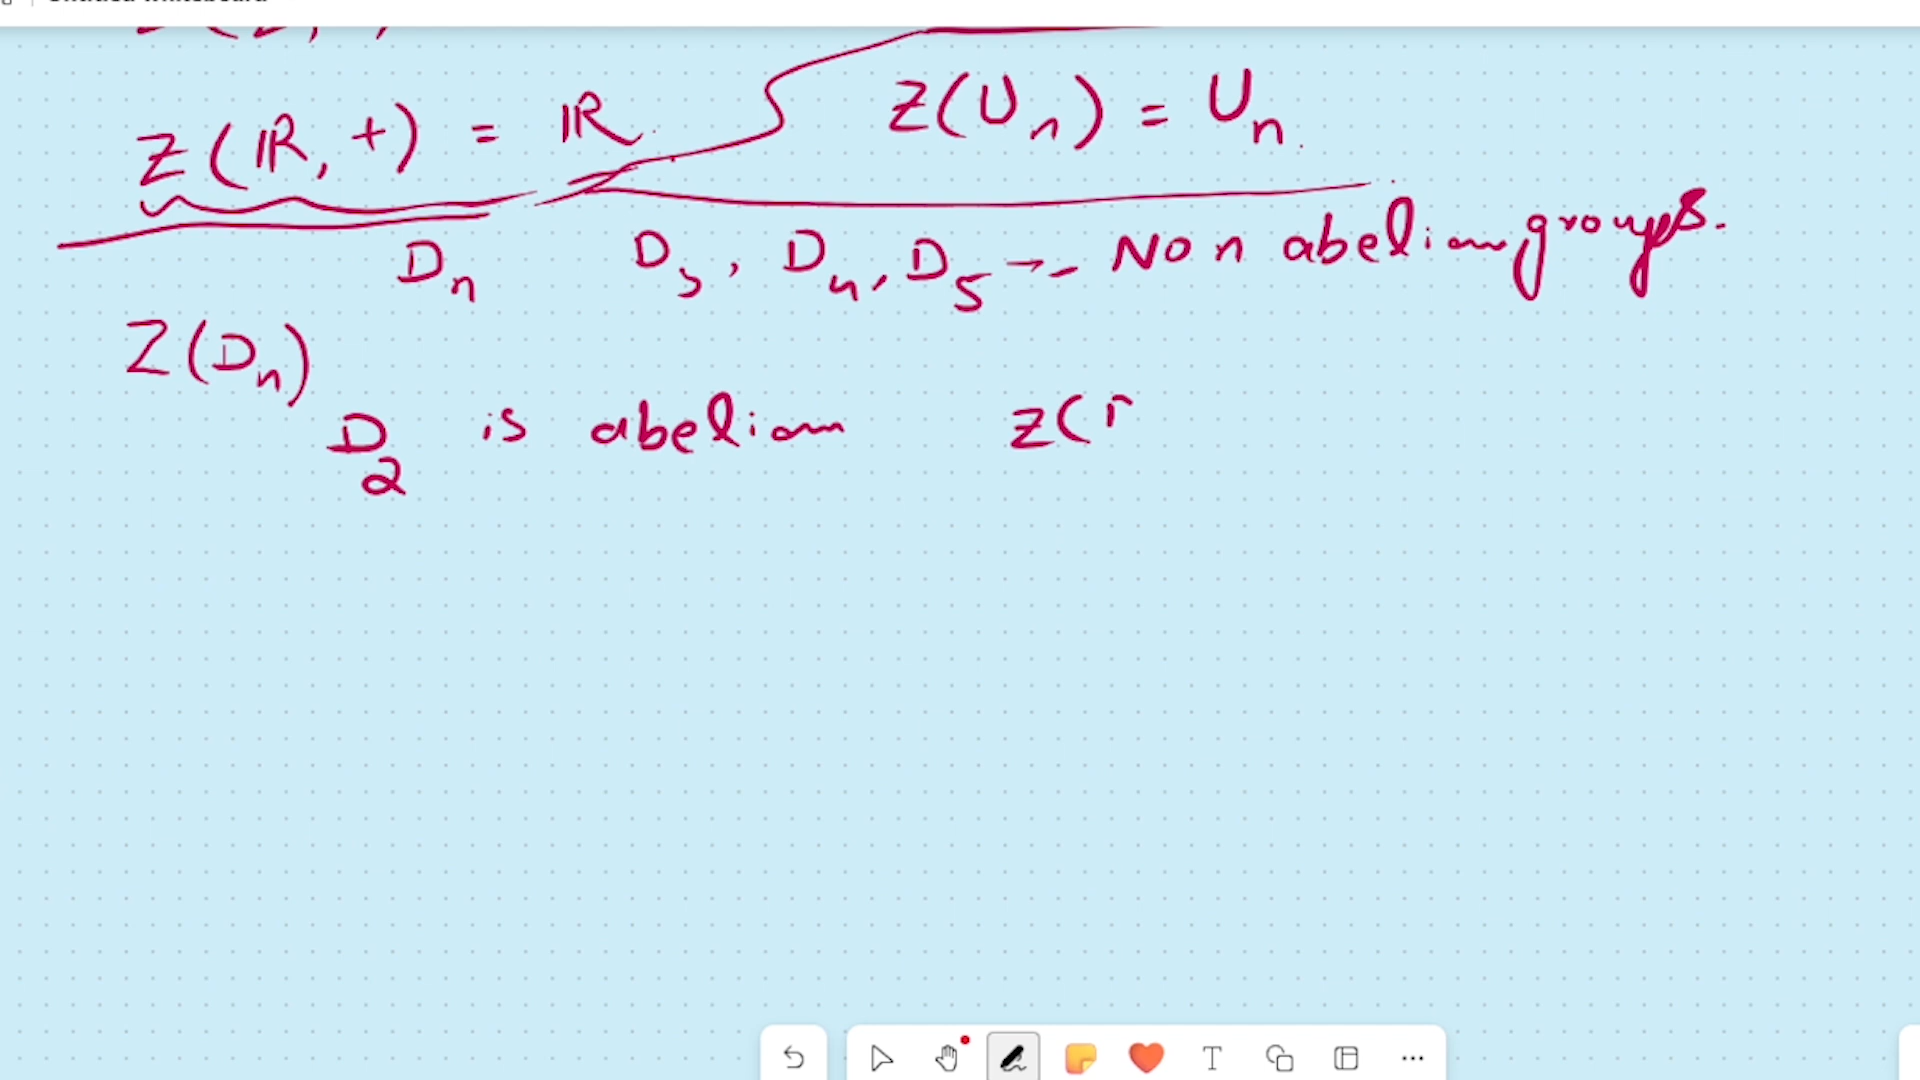 Z(ℝ, +) = ℝ.
Z(Uₙ) = Uₙ.
Dₙ D₃, D₄, D₅ --- Non abelian groups.
Z(Dₙ)
D₂ is abelian Z(